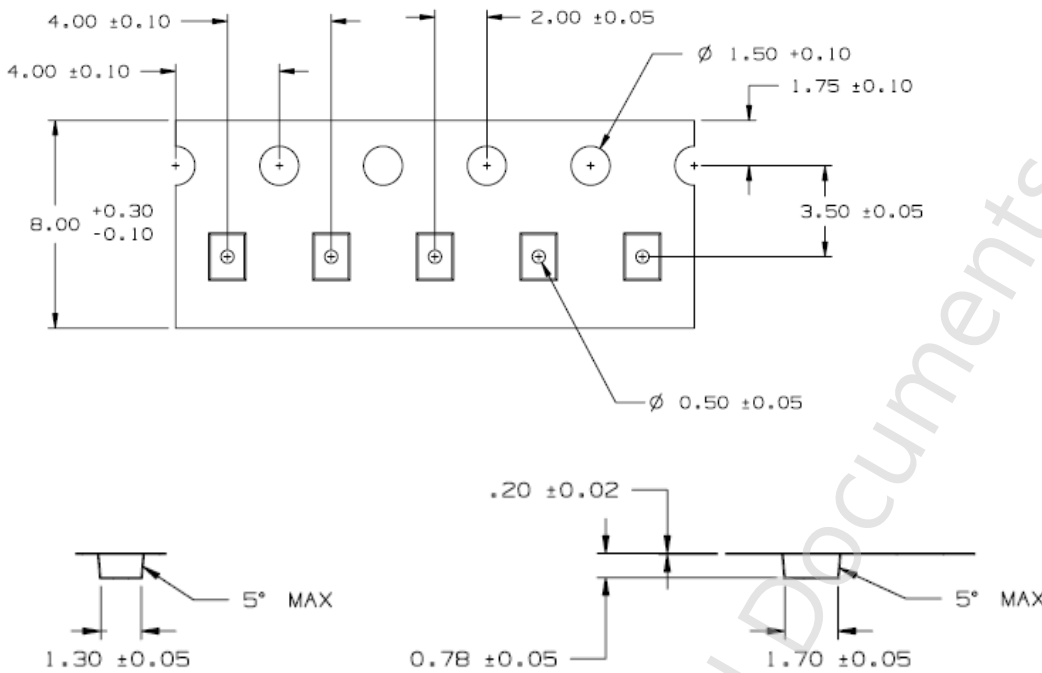 4.00 ±0.10
2.00 ±0.05
4.00 ±0.10
Ø 1.50 +0.10
1.75 ±0.10
8.00 +0.30 -0.10
3.50 ±0.05
Ø 0.50 ±0.05
.20 ±0.02
5° MAX
5° MAX
1.30 ±0.05
0.78 ±0.05
1.70 ±0.05
Documents